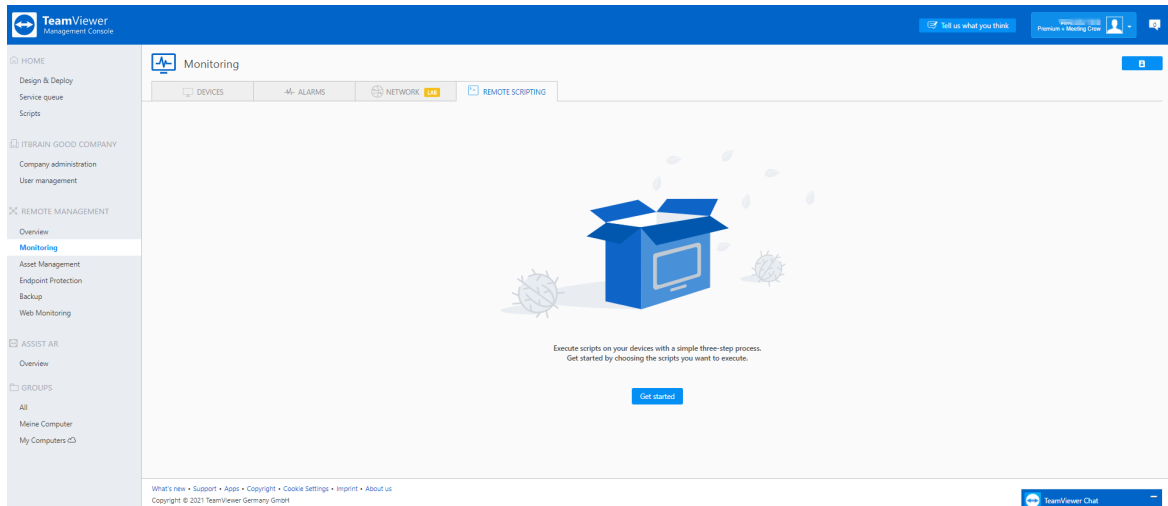 TeamViewer
Management Console
Tell us what you think
Premium + Meeting Crew
HOME
Design & Deploy
Service queue
Scripts
ITBRAIN GOOD COMPANY
Company administration
User management
REMOTE MANAGEMENT
Overview
Monitoring
Asset Management
Endpoint Protection
Backup
Web Monitoring
ASSIST AR
Overview
GROUPS
All
Meine Computer
My Computers
Monitoring
DEVICES
ALARMS
NETWORK LAB
REMOTE SCRIPTING
Execute scripts on your devices with a simple three-step process.
Get started by choosing the scripts you want to execute.
Get started
What's new • Support • Apps • Copyright • Cookie Settings • Imprint • About us
Copyright © 2021 TeamViewer Germany GmbH
TeamViewer Chat